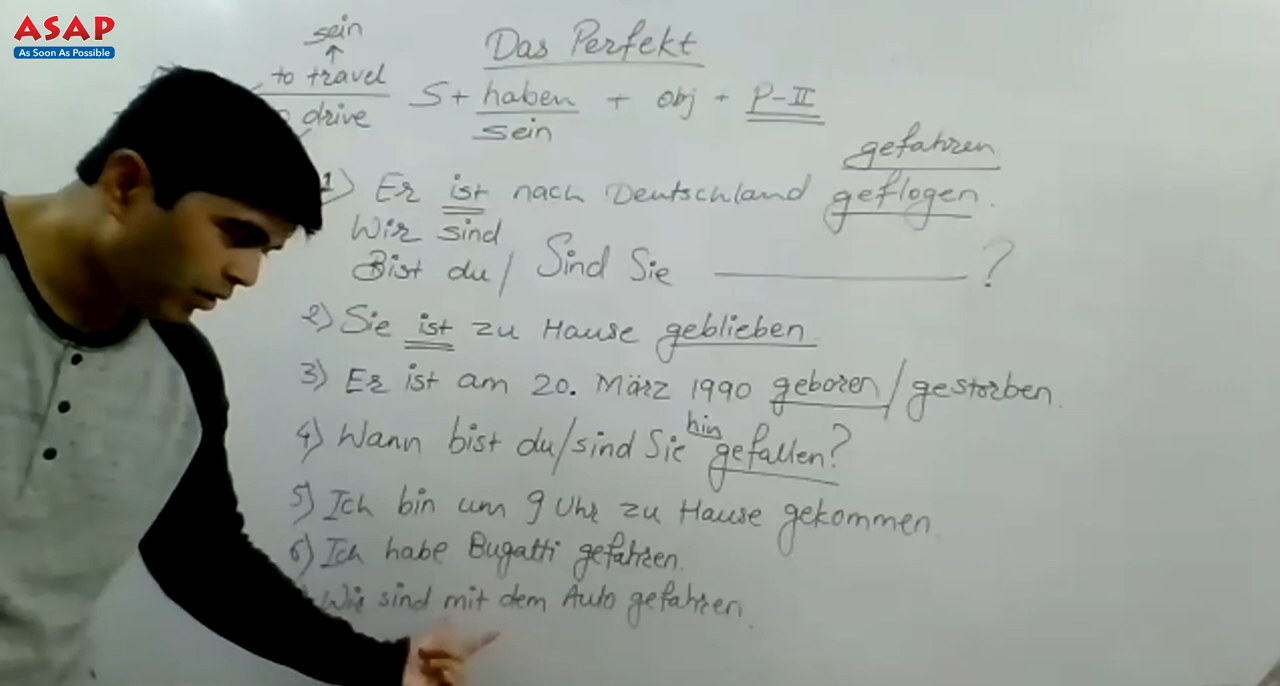 ASAP
As Soon As Possible
sein
Das Perfekt
to travel
drive
S + haben + obj + P-II
sein
gefahren
1) Er ist nach Deutschland geflogen.
Wir sind
Bist du / Sind Sie ?
2) Sie ist zu Hause geblieben.
3) Er ist am 20. März 1990 geboren / gestorben.
hin
4) Wann bist du/sind Sie gefallen?
5) Ich bin um 9 Uhr zu Hause gekommen.
6) Ich habe Bugatti gefahren.
Wir sind mit dem Auto gefahren.